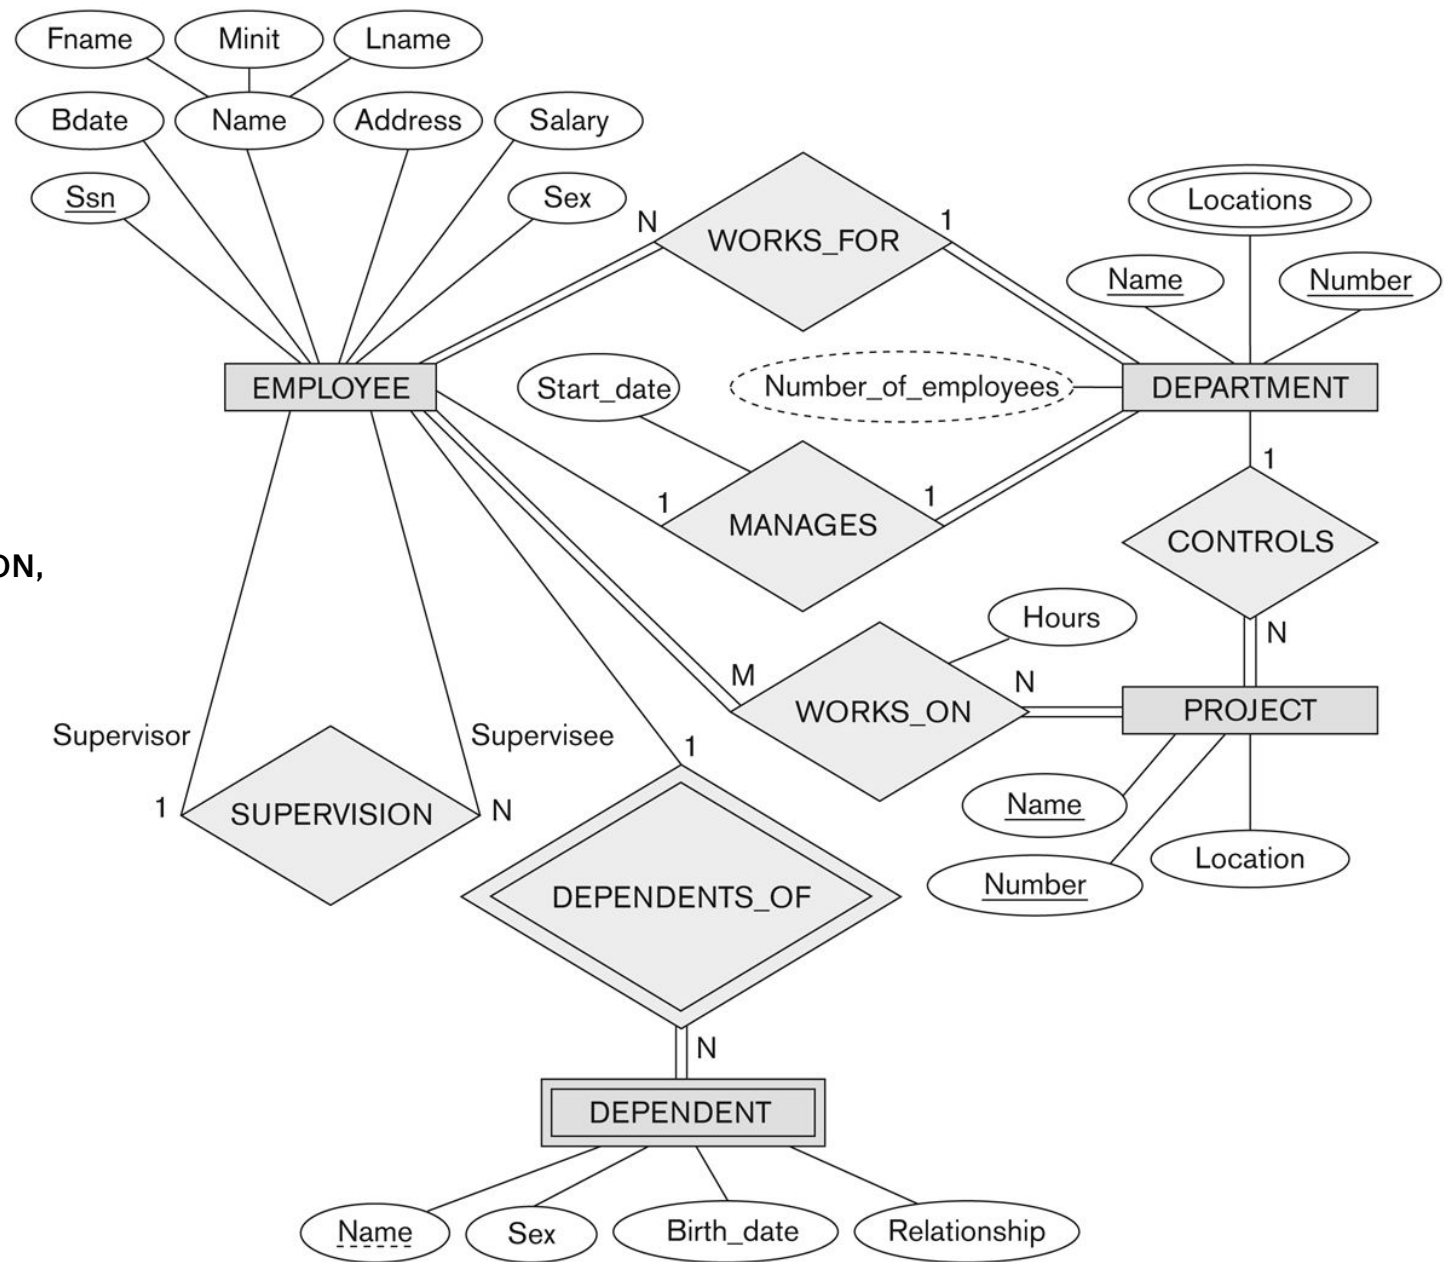 Fname Minit Lname
Bdate Name Address Salary
Ssn Sex
N WORKS_FOR 1
Locations
Name Number
EMPLOYEE Start_date Number_of_employees DEPARTMENT
1 MANAGES 1
1
CONTROLS
N
ON,
Hours
M WORKS_ON N PROJECT
Supervisor Supervisee
1 SUPERVISION N
1
Name
Number Location
DEPENDENTS_OF
N
DEPENDENT
Name Sex Birth_date Relationship